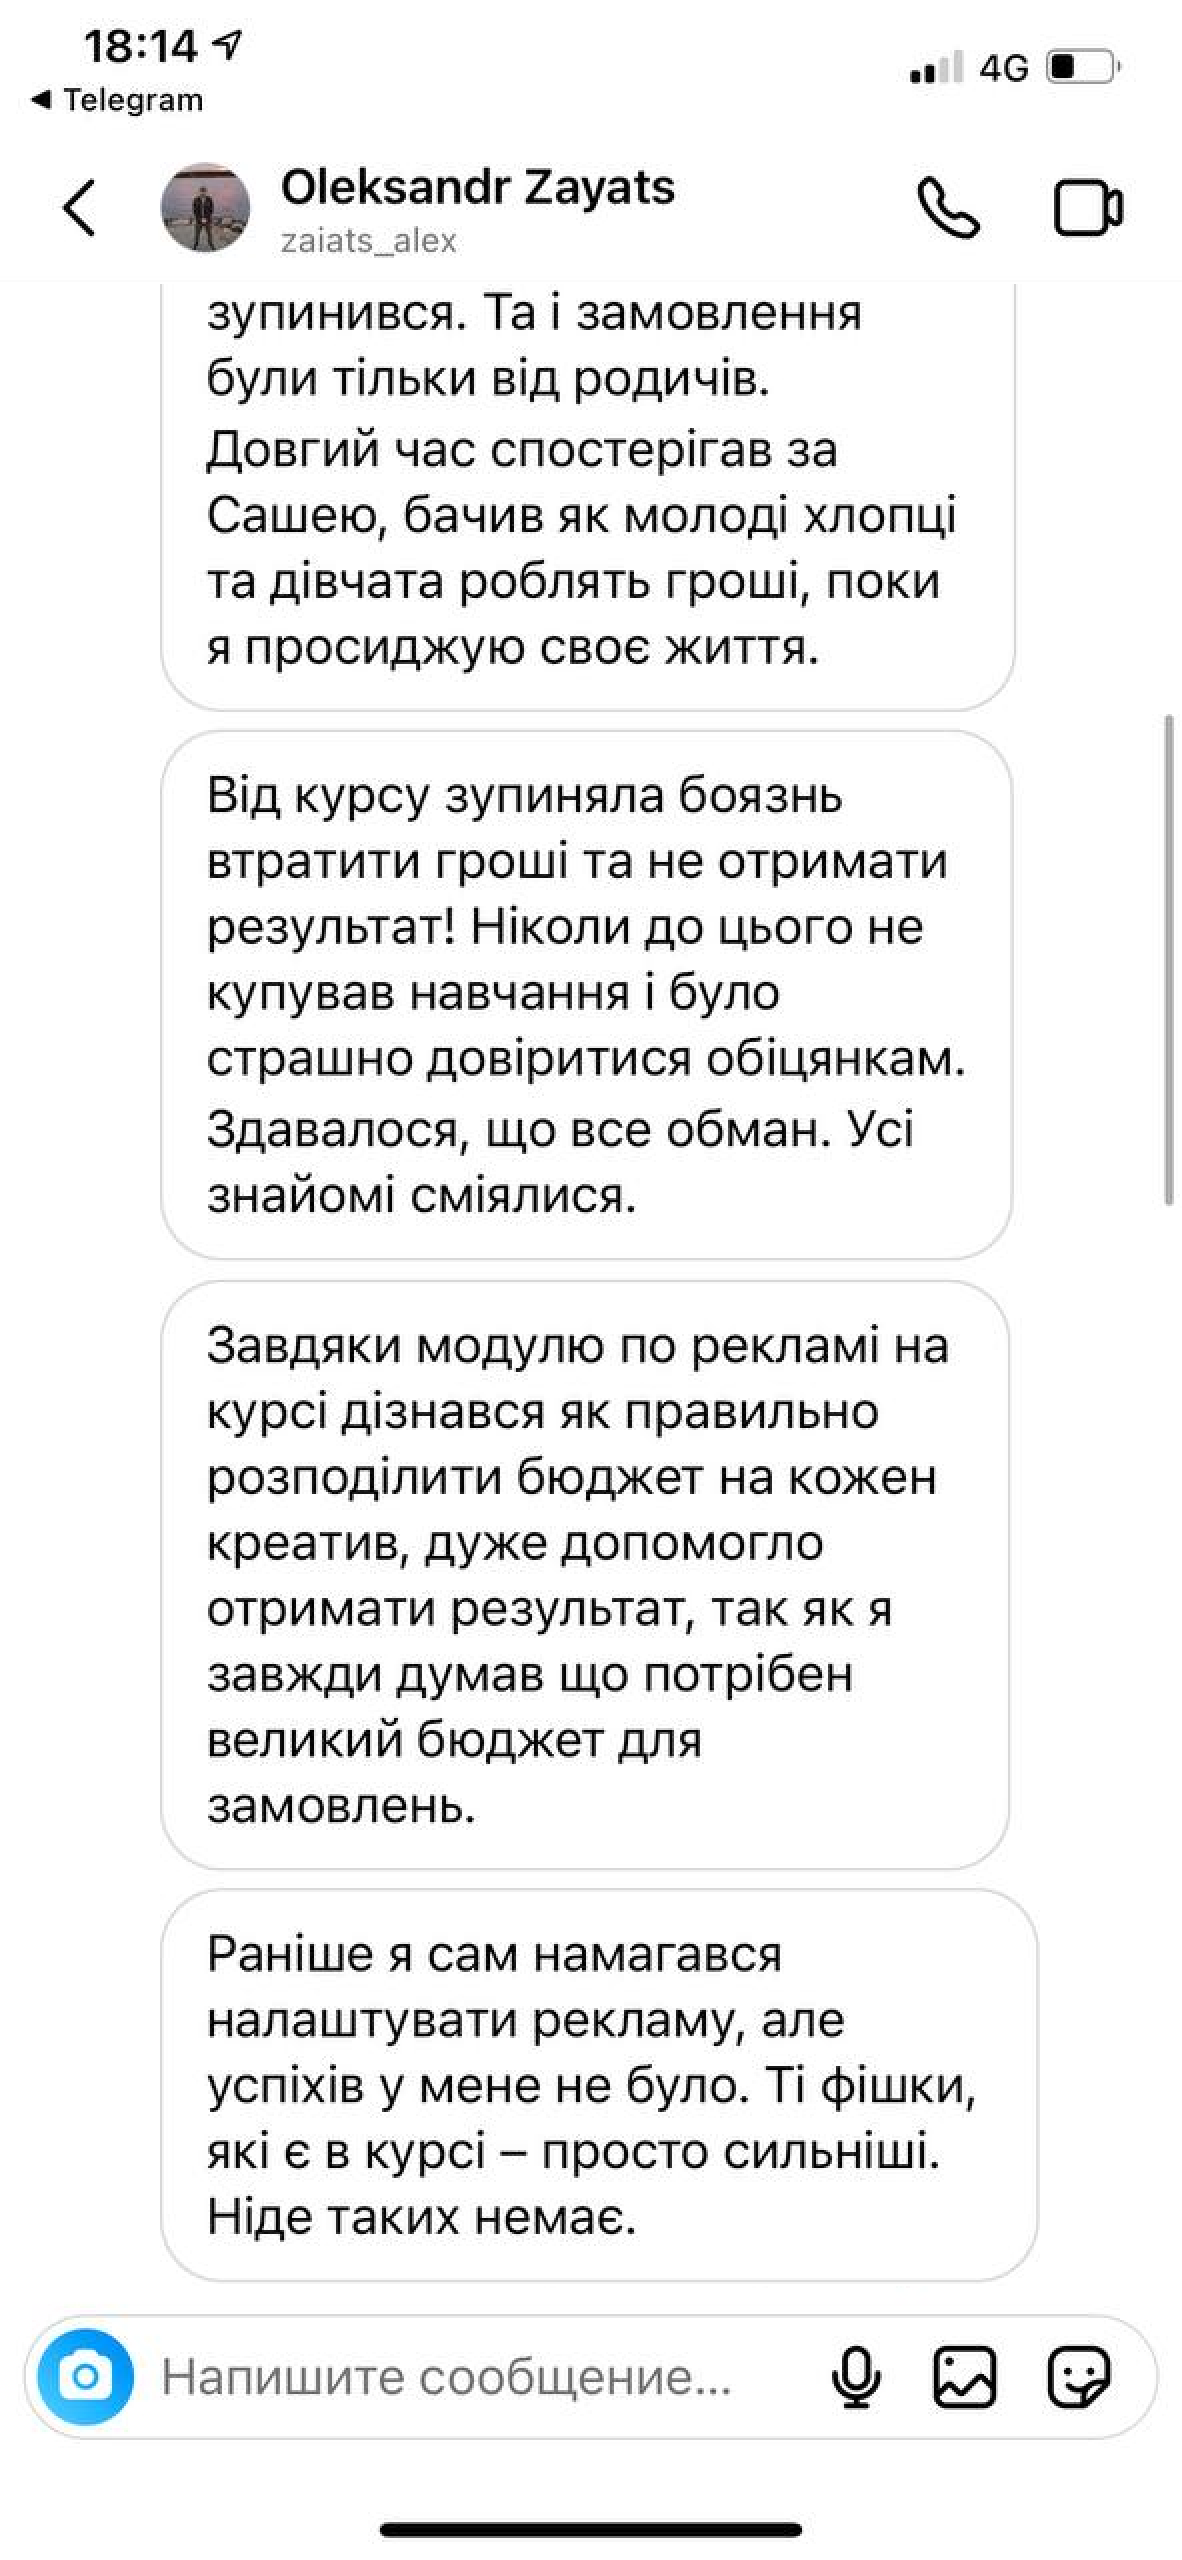 18:14
4G
◀ Telegram
Oleksandr Zayats
zaiats_alex
зупинився. Та і замовлення
були тільки від родичів.
Довгий час спостерігав за
Сашею, бачив як молоді хлопці
та дівчата роблять гроші, поки
я просиджую своє життя.
Від курсу зупиняла боязнь
втратити гроші та не отримати
результат! Ніколи до цього не
купував навчання і було
страшно довіритися обіцянкам.
Здавалося, що все обман. Усі
знайомі сміялися.
Завдяки модулю по рекламі на
курсі дізнався як правильно
розподілити бюджет на кожен
креатив, дуже допомогло
отримати результат, так як я
завжди думав що потрібен
великий бюджет для
замовлень.
Раніше я сам намагався
налаштувати рекламу, але
успіхів у мене не було. Ті фішки,
які є в курсі – просто сильніші.
Ніде таких немає.
Напишите сообщение...